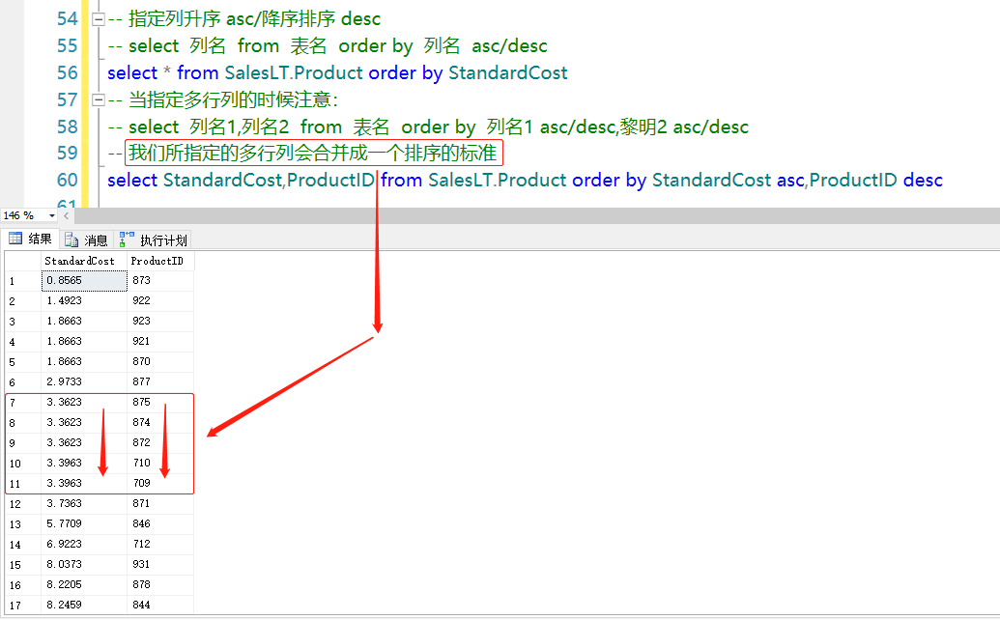 54 -- 指定列升序 asc/降序排序 desc
55 -- select 列名 from 表名 order by 列名 asc/desc
56 select * from SalesLT.Product order by StandardCost
57 -- 当指定多行列的时候注意：
58 -- select 列名1,列名2 from 表名 order by 列名1 asc/desc,黎明2 asc/desc
59 -- 我们所指定的多行列会合并成一个排序的标准
60 select StandardCost,ProductID from SalesLT.Product order by StandardCost asc,ProductID desc
61
146 %
结果 消息 执行计划
StandardCost ProductID
1 0.8565 873
2 1.4923 922
3 1.8663 923
4 1.8663 921
5 1.8663 870
6 2.9733 877
7 3.3623 875
8 3.3623 874
9 3.3623 872
10 3.3963 710
11 3.3963 709
12 3.7363 871
13 5.7709 846
14 6.9223 712
15 8.0373 931
16 8.2205 878
17 8.2459 844